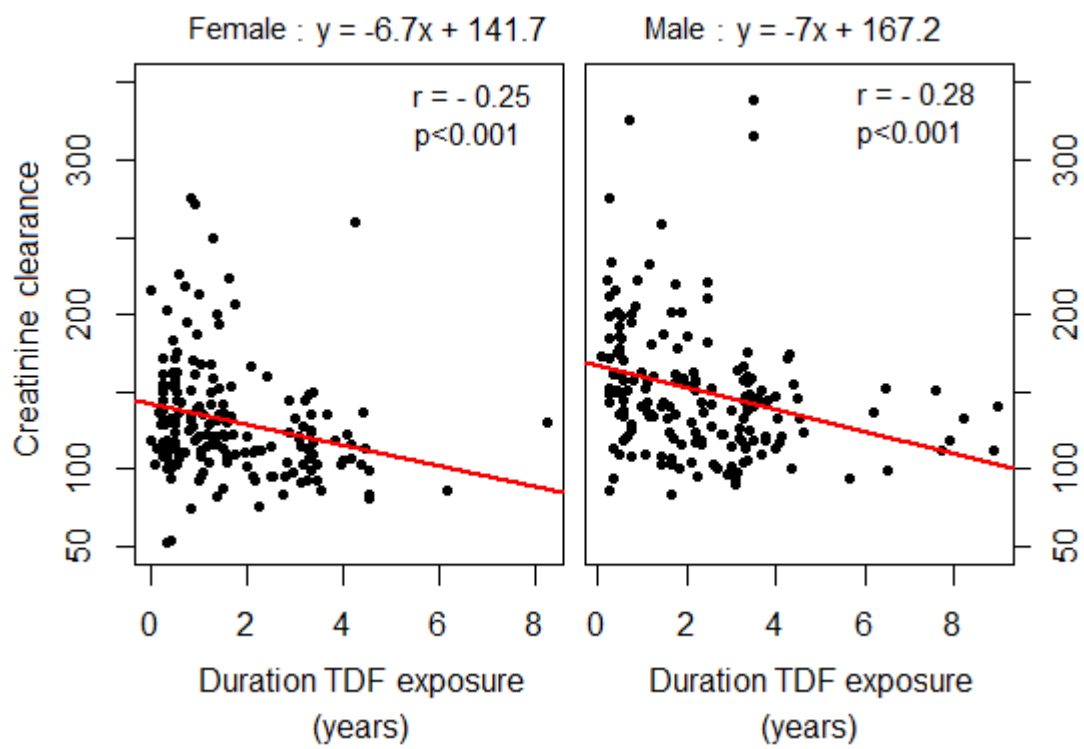 Female : y = -6.7x + 141.7
Male : y = -7x + 167.2
r = - 0.25
p<0.001
r = - 0.28
p<0.001
Creatinine clearance
300
200
100
50
300
200
100
50
0 2 4 6 8
0 2 4 6 8
Duration TDF exposure
(years)
Duration TDF exposure
(years)